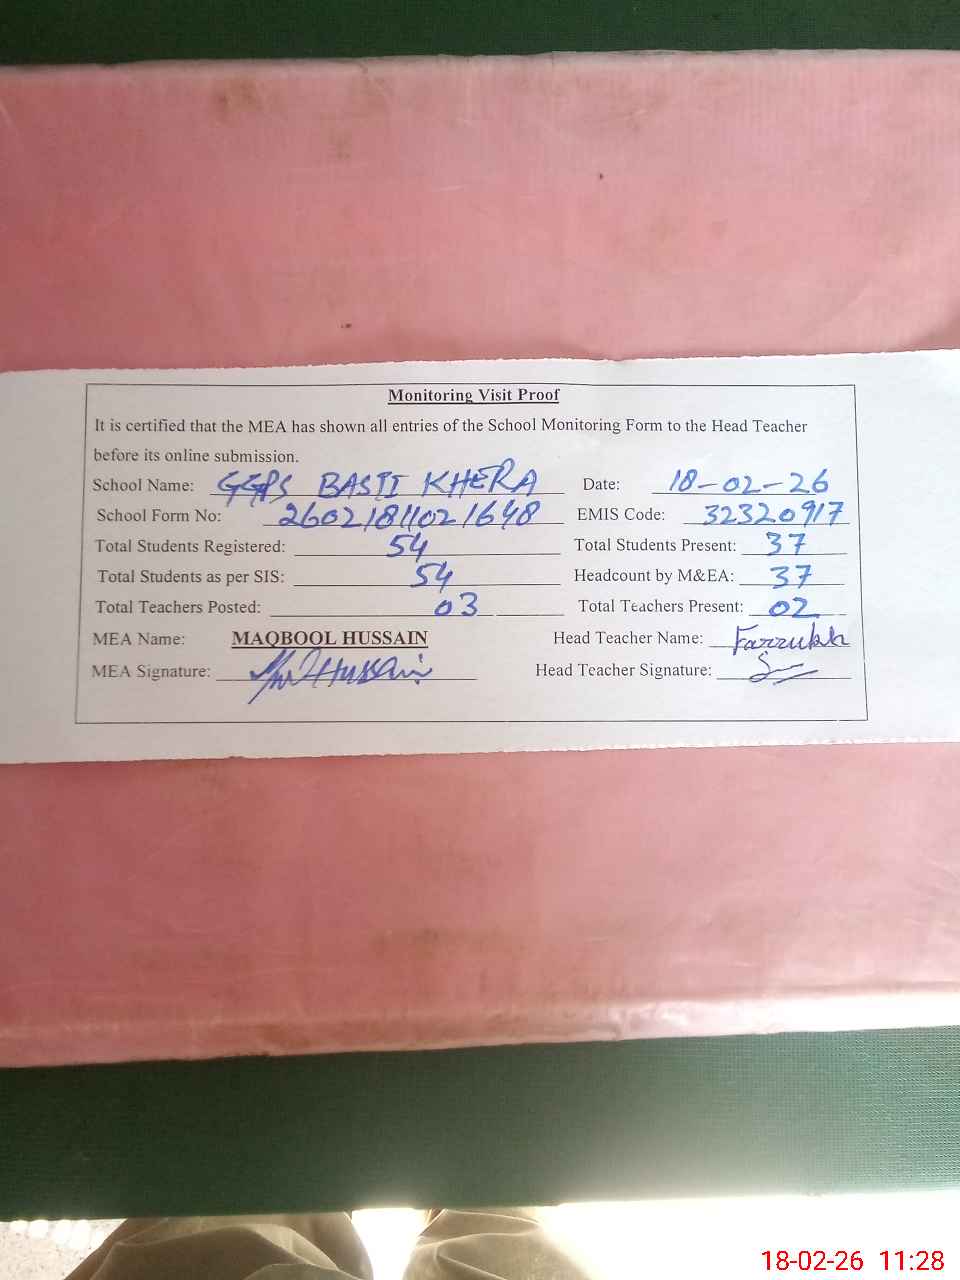 Monitoring Visit Proof
It is certified that the MEA has shown all entries of the School Monitoring Form to the Head Teacher
before its online submission.
School Name: GGPS BASTI KHERA Date: 18-02-26
School Form No: 26021811021648 EMIS Code: 32320917
Total Students Registered: 54 Total Students Present: 37
Total Students as per SIS: 54 Headcount by M&EA: 37
Total Teachers Posted: 03 Total Teachers Present: 02
MEA Name: MAQBOOL HUSSAIN Head Teacher Name: Farrukh
MEA Signature: Hussain Head Teacher Signature:
18-02-26 11:28